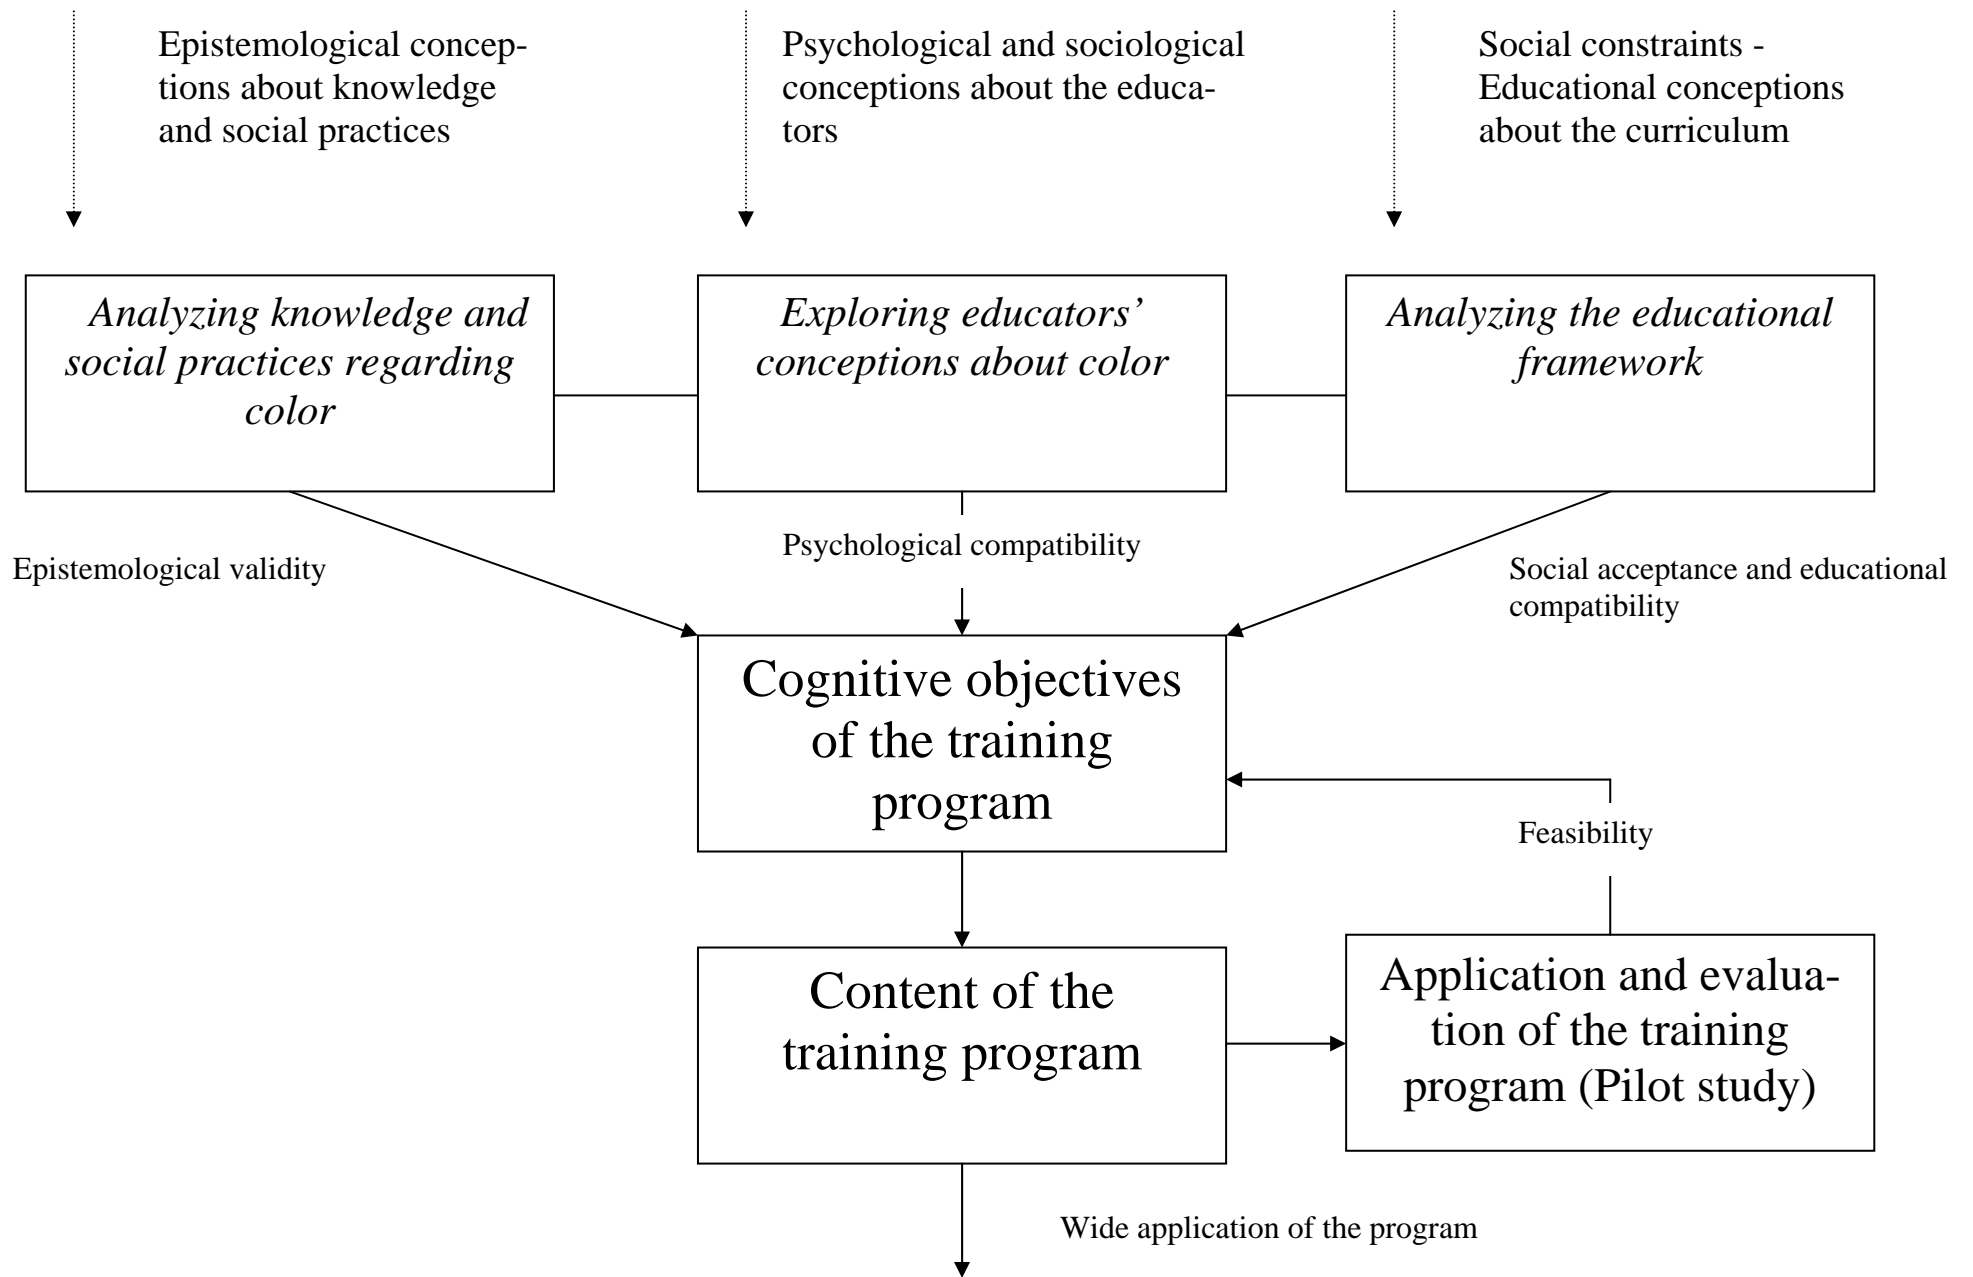 Epistemological concep-
tions about knowledge
and social practices
Psychological and sociological
conceptions about the educa-
tors
Social constraints -
Educational conceptions
about the curriculum
Analyzing knowledge and
social practices regarding
color
Exploring educators’
conceptions about color
Analyzing the educational
framework
Epistemological validity
Psychological compatibility
Social acceptance and educational
compatibility
Cognitive objectives
of the training
program
Feasibility
Content of the
training program
Application and evalua-
tion of the training
program (Pilot study)
Wide application of the program